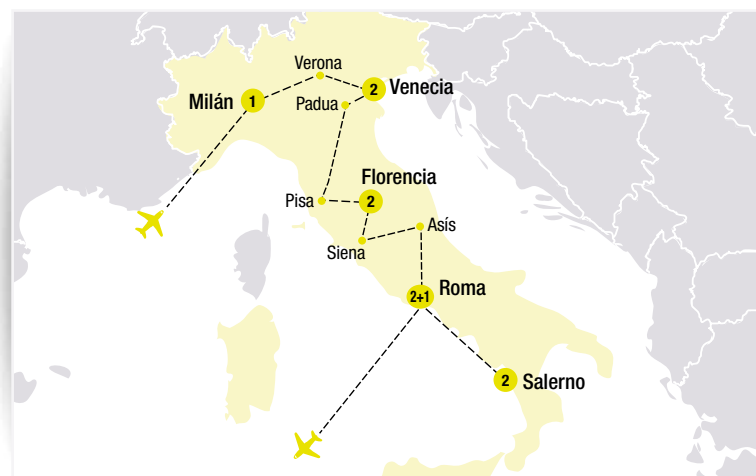 Verona
Milán
1
2
Venecia
Padua
Florencia
Pisa
2
Asís
Siena
Roma
2+1
2
Salerno